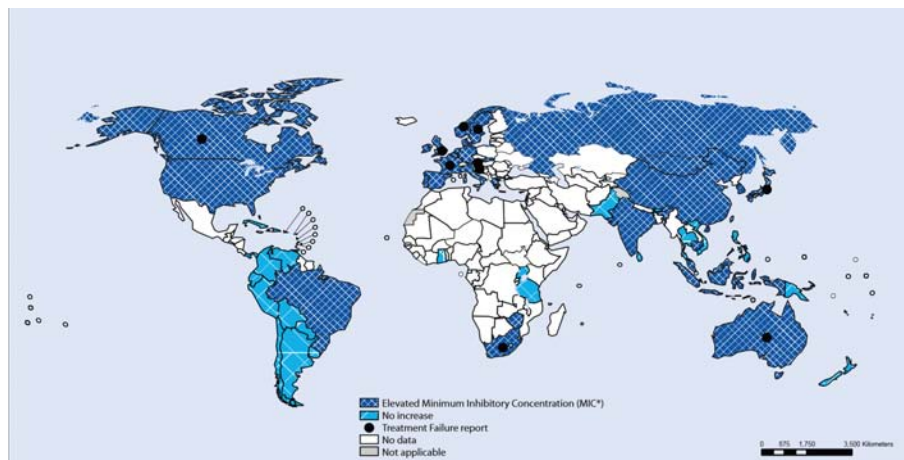 Elevated Minimum Inhibitory Concentration (MIC*)
No increase
Treatment Failure report
No data
Not applicable
0 875 1,750 3,500 Kilometers